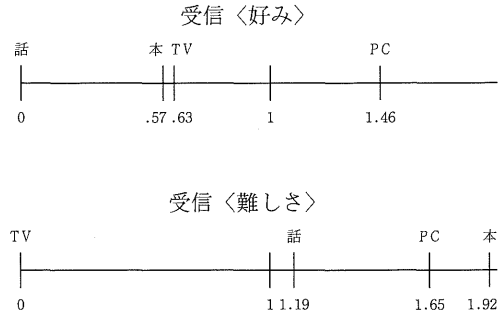 受信〈好み〉
話 本 TV PC
0 .57 .63 1 1.46
受信〈難しさ〉
TV 話 PC 本
0 1 1.19 1.65 1.92